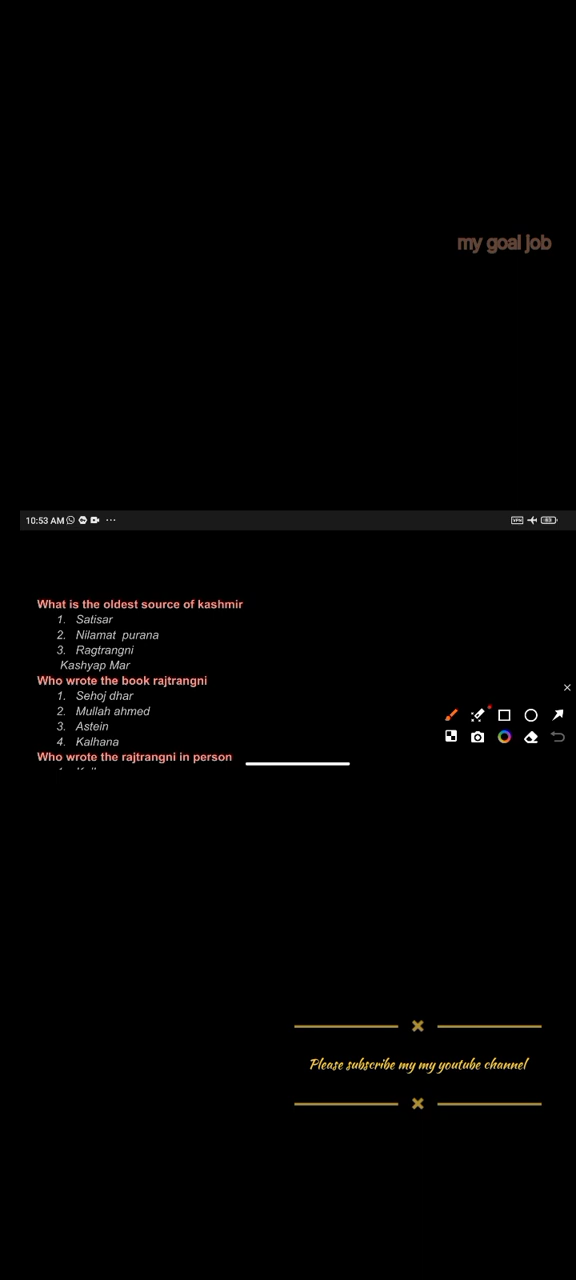 my goal job
10:53 AM
What is the oldest source of kashmir
1. Satisar
2. Nilamat purana
3. Ragtrangni
Kashyap Mar
Who wrote the book rajtrangni
1. Sehoj dhar
2. Mullah ahmed
3. Astein
4. Kalhana
Who wrote the rajtrangni in person
Please subscribe my my youtube channel